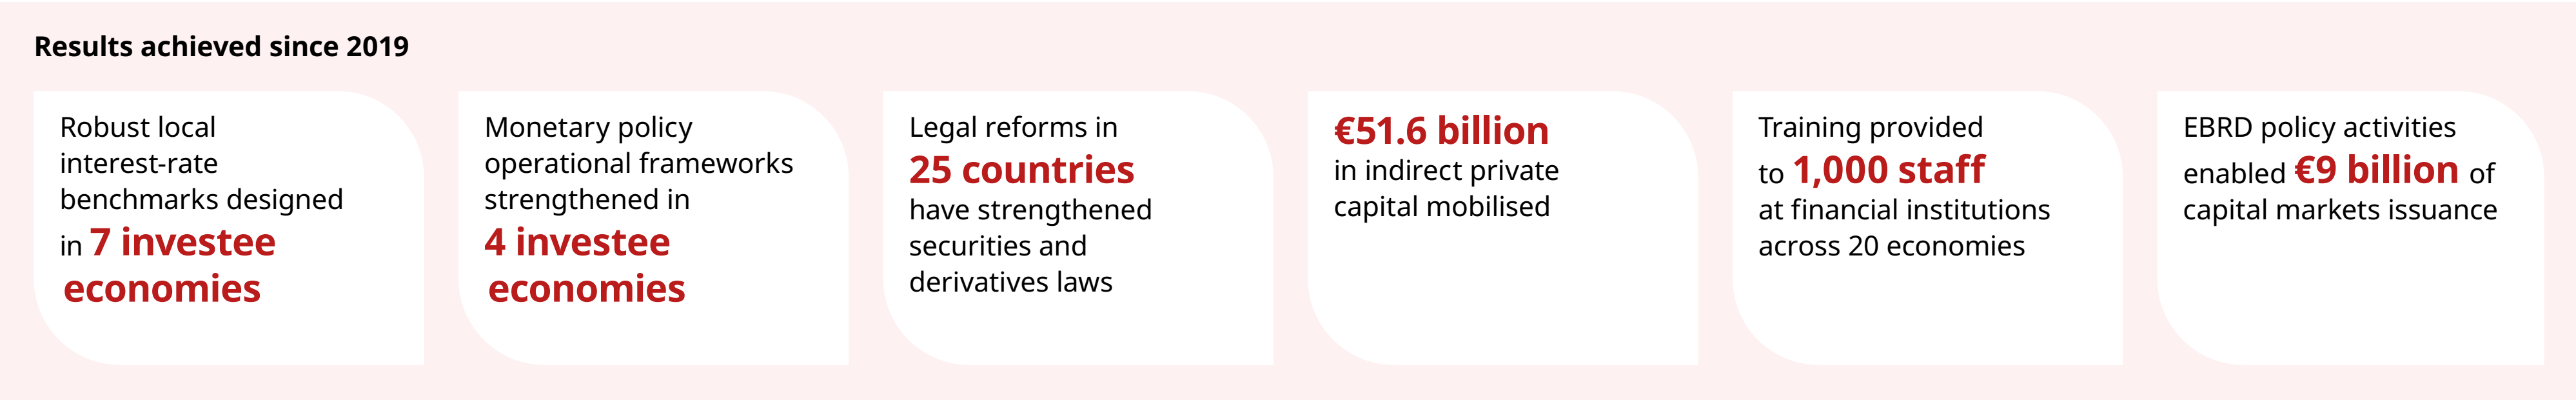 Results achieved since 2019
Robust local
interest-rate
benchmarks designed
in 7 investee
economies
Monetary policy
operational frameworks
strengthened in
4 investee
economies
Legal reforms in
25 countries
have strengthened
securities and
derivatives laws
€51.6 billion
in indirect private
capital mobilised
Training provided
to 1,000 staff
at financial institutions
across 20 economies
EBRD policy activities
enabled €9 billion of
capital markets issuance